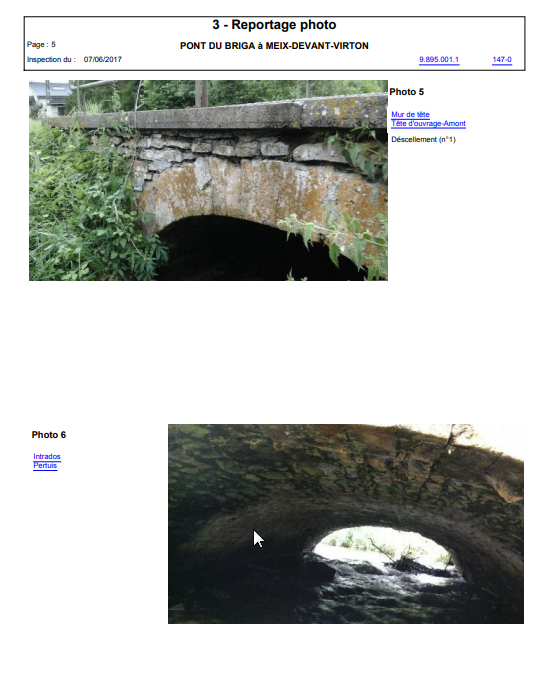 3 - Reportage photo
Page : 5
PONT DU BRIGA à MEIX-DEVANT-VIRTON
Inspection du : 07/06/2017
9.895.001.1
147-0
Photo 5
Mur de tête
Tête d'ouvrage-Amont
Déscellement (n°1)
Photo 6
Intrados
Pertuis